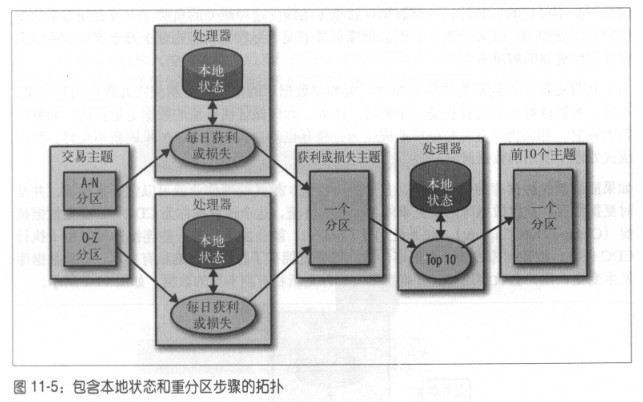 处理器
本地
状态
每日获利
或损失
交易主题
A-N
分区
O-Z
分区
处理器
本地
状态
每日获利
或损失
获利或损失主题
一个
分区
处理器
本地
状态
Top 10
前10个主题
一个
分区
图 11-5：包含本地状态和重分区步骤的拓扑